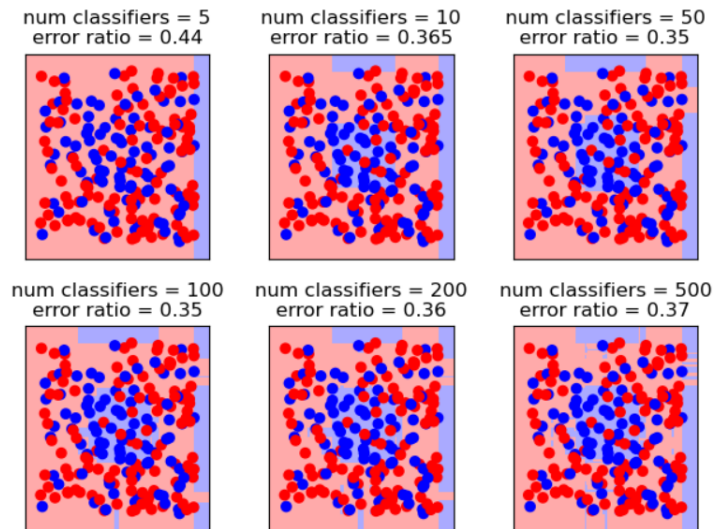 num classifiers = 5
error ratio = 0.44
num classifiers = 10
error ratio = 0.365
num classifiers = 50
error ratio = 0.35
num classifiers = 100
error ratio = 0.35
num classifiers = 200
error ratio = 0.36
num classifiers = 500
error ratio = 0.37